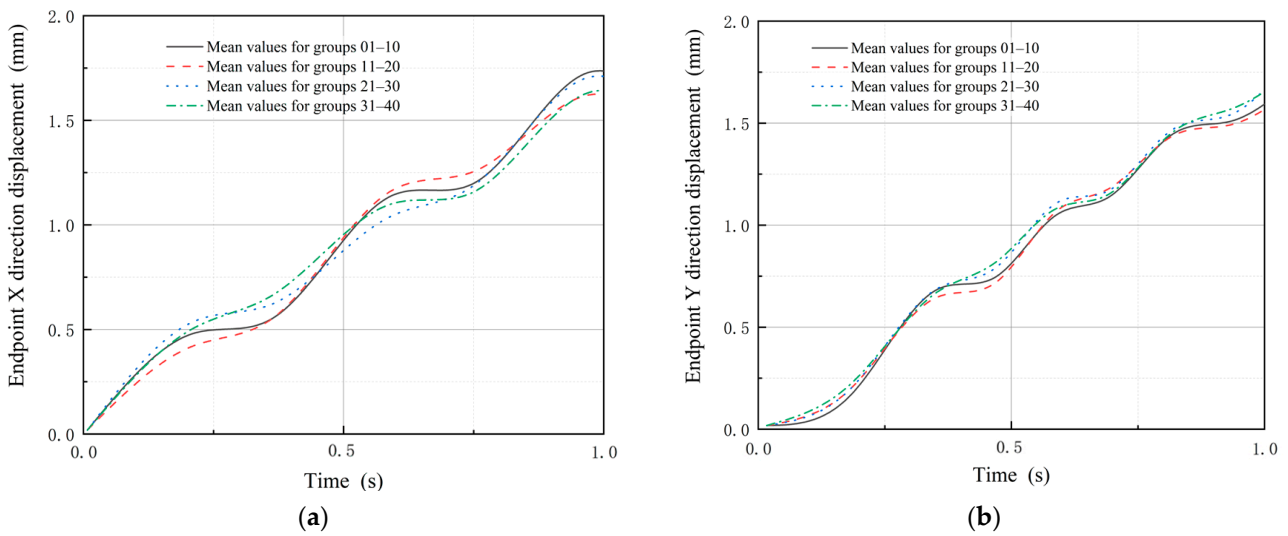 Endpoint X direction displacement (mm)
2.0
1.5
1.0
0.5
0.0
Mean values for groups 01–10
Mean values for groups 11–20
Mean values for groups 21–30
Mean values for groups 31–40
0.0 0.5 1.0
Time (s)
(a)
Endpoint Y direction displacement (mm)
2.0
1.5
1.0
0.5
0.0
Mean values for groups 01–10
Mean values for groups 11–20
Mean values for groups 21–30
Mean values for groups 31–40
0.0 0.5 1.0
Time (s)
(b)